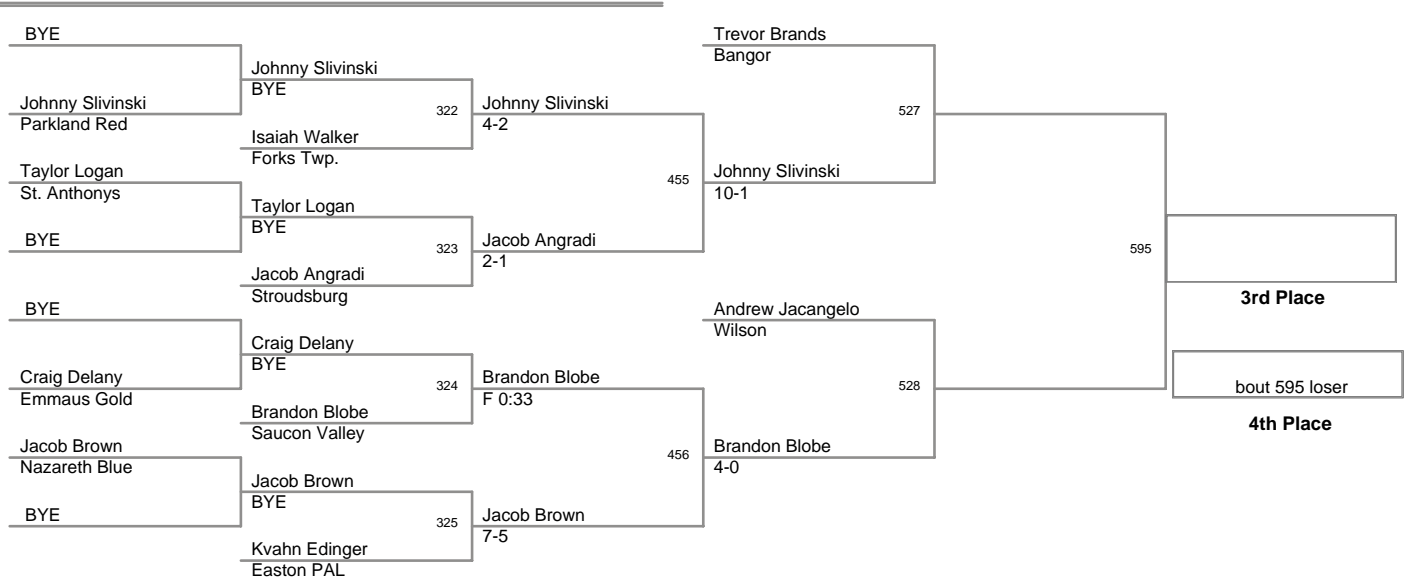 BYE
Johnny Slivinski
Parkland Red
Taylor Logan
St. Anthonys
BYE
BYE
Craig Delany
Emmaus Gold
Jacob Brown
Nazareth Blue
BYE
Johnny Slivinski
BYE
322
Isaiah Walker
Forks Twp.
Taylor Logan
BYE
323
Jacob Angradi
Stroudsburg
Craig Delany
BYE
324
Brandon Blobe
Saucon Valley
Jacob Brown
BYE
325
Kvahn Edinger
Easton PAL
Johnny Slivinski
4-2
455
Jacob Angradi
2-1
Brandon Blobe
F 0:33
456
Jacob Brown
7-5
Trevor Brands
Bangor
527
Johnny Slivinski
10-1
Andrew Jacangelo
Wilson
528
Brandon Blobe
4-0
595
3rd Place
bout 595 loser
4th Place